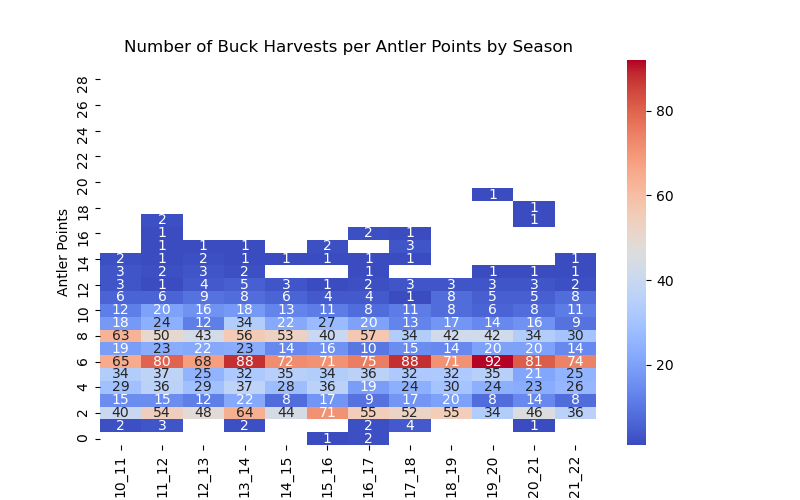 Number of Buck Harvests per Antler Points by Season
Antler Points
28
26
24
22
20
1
18 1
2 1
16 1 2 1
1 1 1 2 3
14 2 1 2 1 1 1 1 1 1
3 2 3 2 1 1 1 1
12 3 1 4 5 3 1 2 3 3 3 3 2
6 6 9 8 6 4 4 1 8 5 5 8
10 12 20 16 18 13 11 8 11 8 6 8 11
18 24 12 34 22 27 20 13 17 14 16 9
8 63 50 43 56 53 40 57 34 42 42 34 30
19 23 22 23 14 16 10 15 14 20 20 14
6 65 80 68 88 72 71 75 88 71 92 81 74
34 37 25 32 35 34 36 32 32 35 21 25
4 29 36 29 37 28 36 19 24 30 24 23 26
15 15 12 22 8 17 9 17 20 8 14 8
2 40 54 48 64 44 71 55 52 55 34 46 36
2 3 2 2 4 1
0 1 2
10_11 11_12 12_13 13_14 14_15 15_16 16_17 17_18 18_19 19_20 20_21 21_22
80
60
40
20